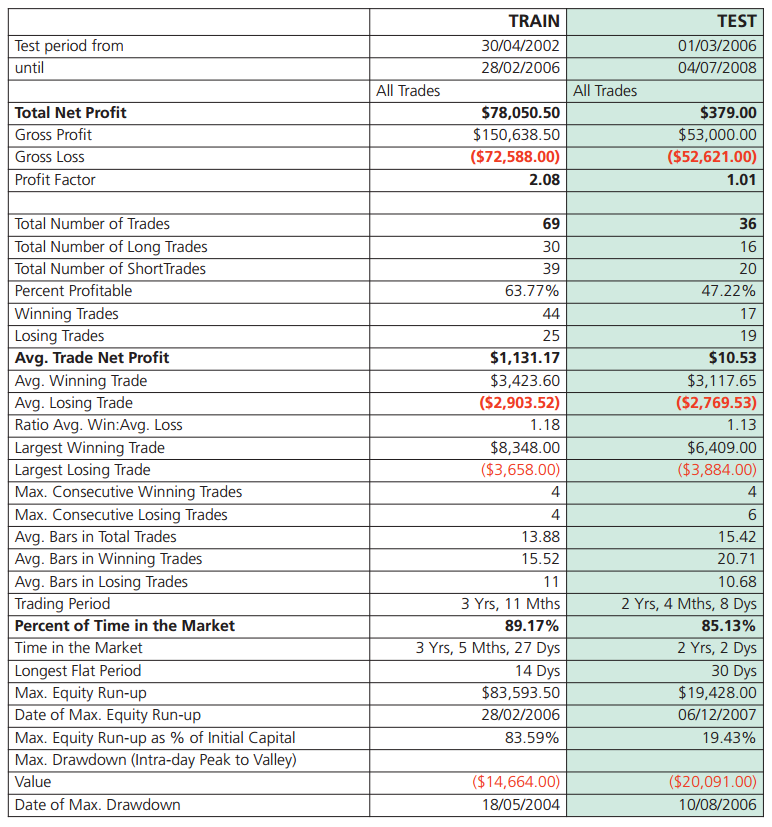 TRAIN TEST
Test period from 30/04/2002 01/03/2006
until 28/02/2006 04/07/2008
All Trades All Trades
Total Net Profit $78,050.50 $379.00
Gross Profit $150,638.50 $53,000.00
Gross Loss ($72,588.00) ($52,621.00)
Profit Factor 2.08 1.01
Total Number of Trades 69 36
Total Number of Long Trades 30 16
Total Number of ShortTrades 39 20
Percent Profitable 63.77% 47.22%
Winning Trades 44 17
Losing Trades 25 19
Avg. Trade Net Profit $1,131.17 $10.53
Avg. Winning Trade $3,423.60 $3,117.65
Avg. Losing Trade ($2,903.52) ($2,769.53)
Ratio Avg. Win:Avg. Loss 1.18 1.13
Largest Winning Trade $8,348.00 $6,409.00
Largest Losing Trade ($3,658.00) ($3,884.00)
Max. Consecutive Winning Trades 4 4
Max. Consecutive Losing Trades 4 6
Avg. Bars in Total Trades 13.88 15.42
Avg. Bars in Winning Trades 15.52 20.71
Avg. Bars in Losing Trades 11 10.68
Trading Period 3 Yrs, 11 Mths 2 Yrs, 4 Mths, 8 Dys
Percent of Time in the Market 89.17% 85.13%
Time in the Market 3 Yrs, 5 Mths, 27 Dys 2 Yrs, 2 Dys
Longest Flat Period 14 Dys 30 Dys
Max. Equity Run-up $83,593.50 $19,428.00
Date of Max. Equity Run-up 28/02/2006 06/12/2007
Max. Equity Run-up as % of Initial Capital 83.59% 19.43%
Max. Drawdown (Intra-day Peak to Valley)
Value ($14,664.00) ($20,091.00)
Date of Max. Drawdown 18/05/2004 10/08/2006